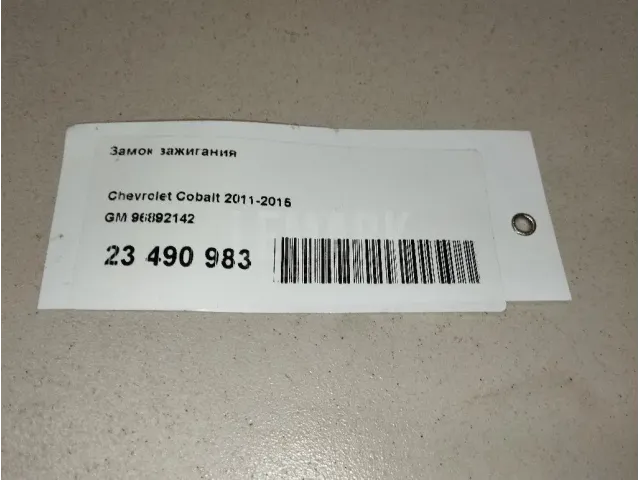 Замок зажигания
Chevrolet Cobalt 2011-2015
GM 96892142
23 490 983